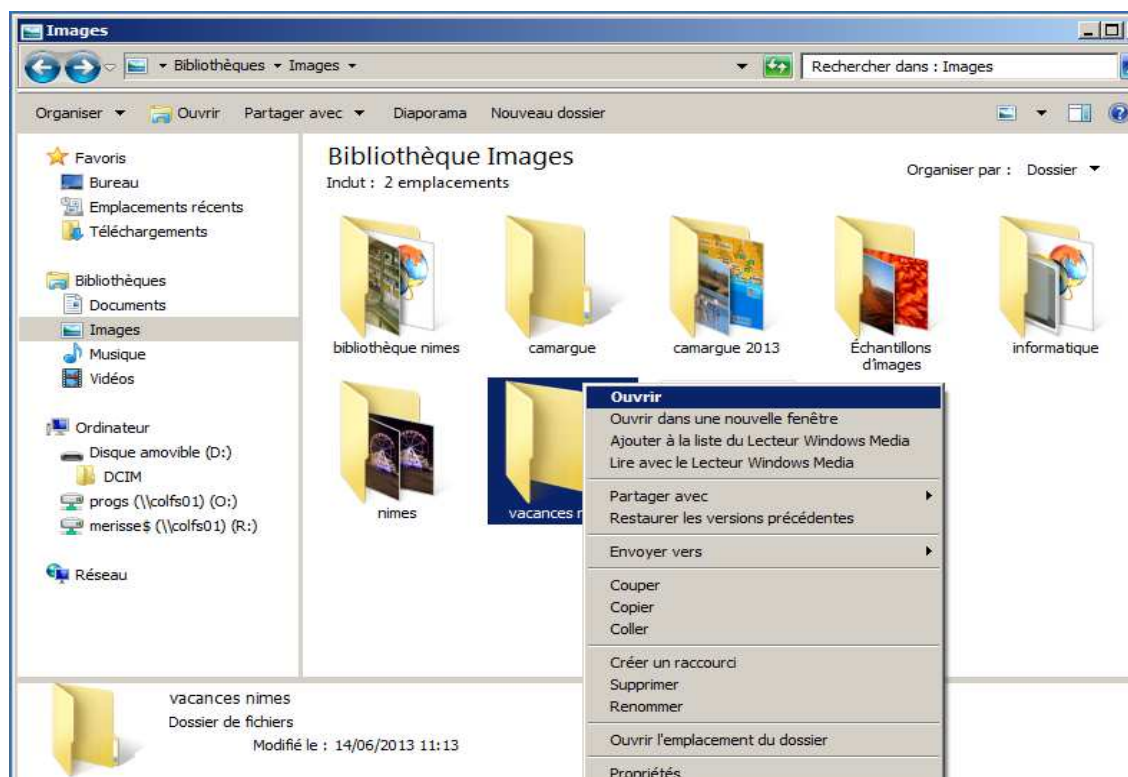 Images
Bibliothèques Images
Rechercher dans : Images
Organiser Ouvrir Partager avec Diaporama Nouveau dossier
Favoris
Bureau
Emplacements récents
Téléchargements
Bibliothèques
Documents
Images
Musique
Vidéos
Ordinateur
Disque amovible (D:)
DCIM
progs (\\colfs01) (O:)
merisse$ (\\colfs01) (R:)
Réseau
Bibliothèque Images
Inclut : 2 emplacements
Organiser par : Dossier
bibliothèque nimes
camargue
camargue 2013
Échantillons
d'images
informatique
nimes
vacances n
Ouvrir
Ouvrir dans une nouvelle fenêtre
Ajouter à la liste du Lecteur Windows Media
Lire avec le Lecteur Windows Media
Partager avec
Restaurer les versions précédentes
Envoyer vers
Couper
Copier
Coller
Créer un raccourci
Supprimer
Renommer
Ouvrir l'emplacement du dossier
Propriétés
vacances nimes
Dossier de fichiers
Modifié le : 14/06/2013 11:13